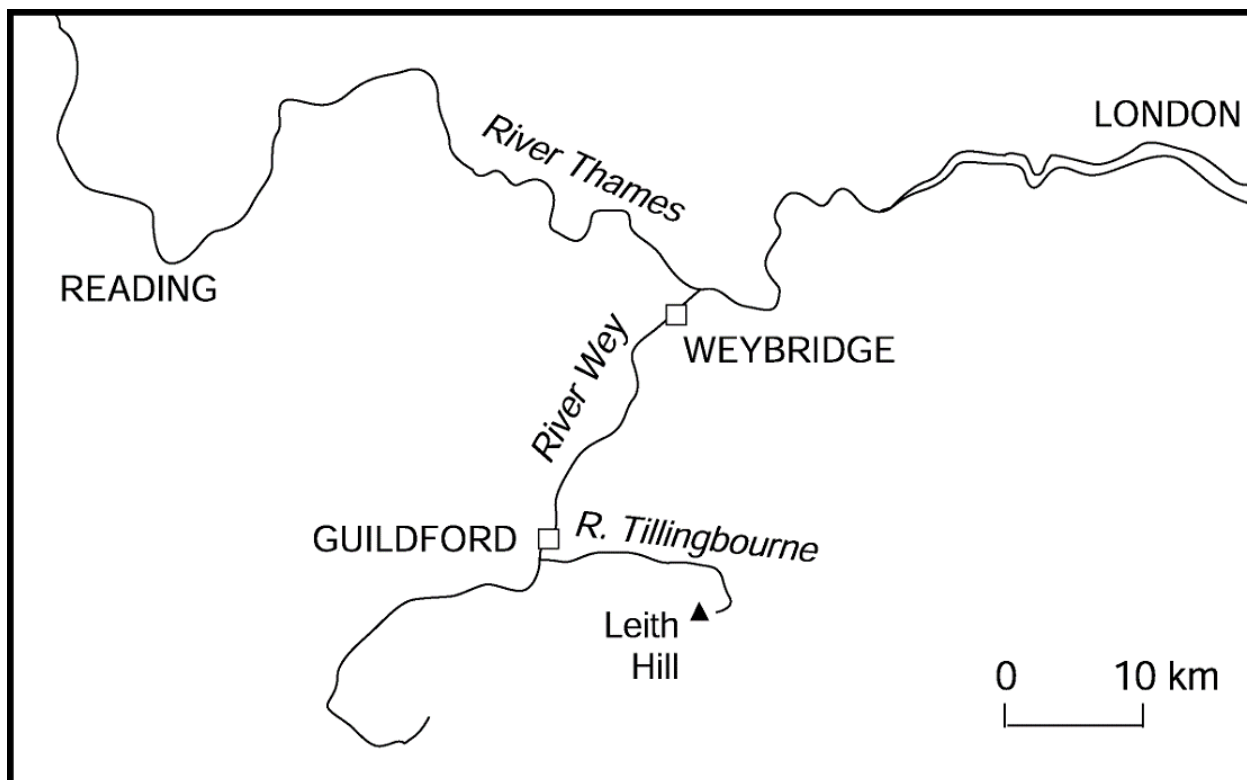 LONDON
River Thames
READING
WEYBRIDGE
River Wey
GUILDFORD
R. Tillingbourne
Leith
Hill
0 10 km